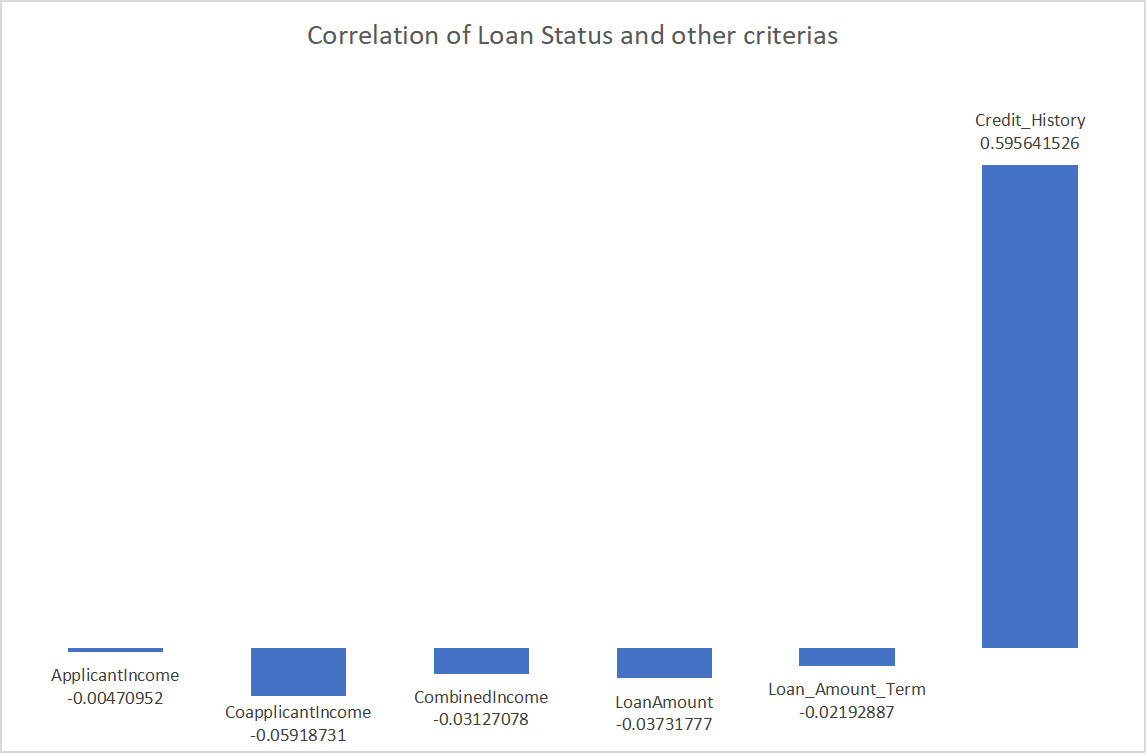 Correlation of Loan Status and other criterias
ApplicantIncome
-0.00470952
CoapplicantIncome
-0.05918731
CombinedIncome
-0.03127078
LoanAmount
-0.03731777
Loan_Amount_Term
-0.02192887
Credit_History
0.595641526